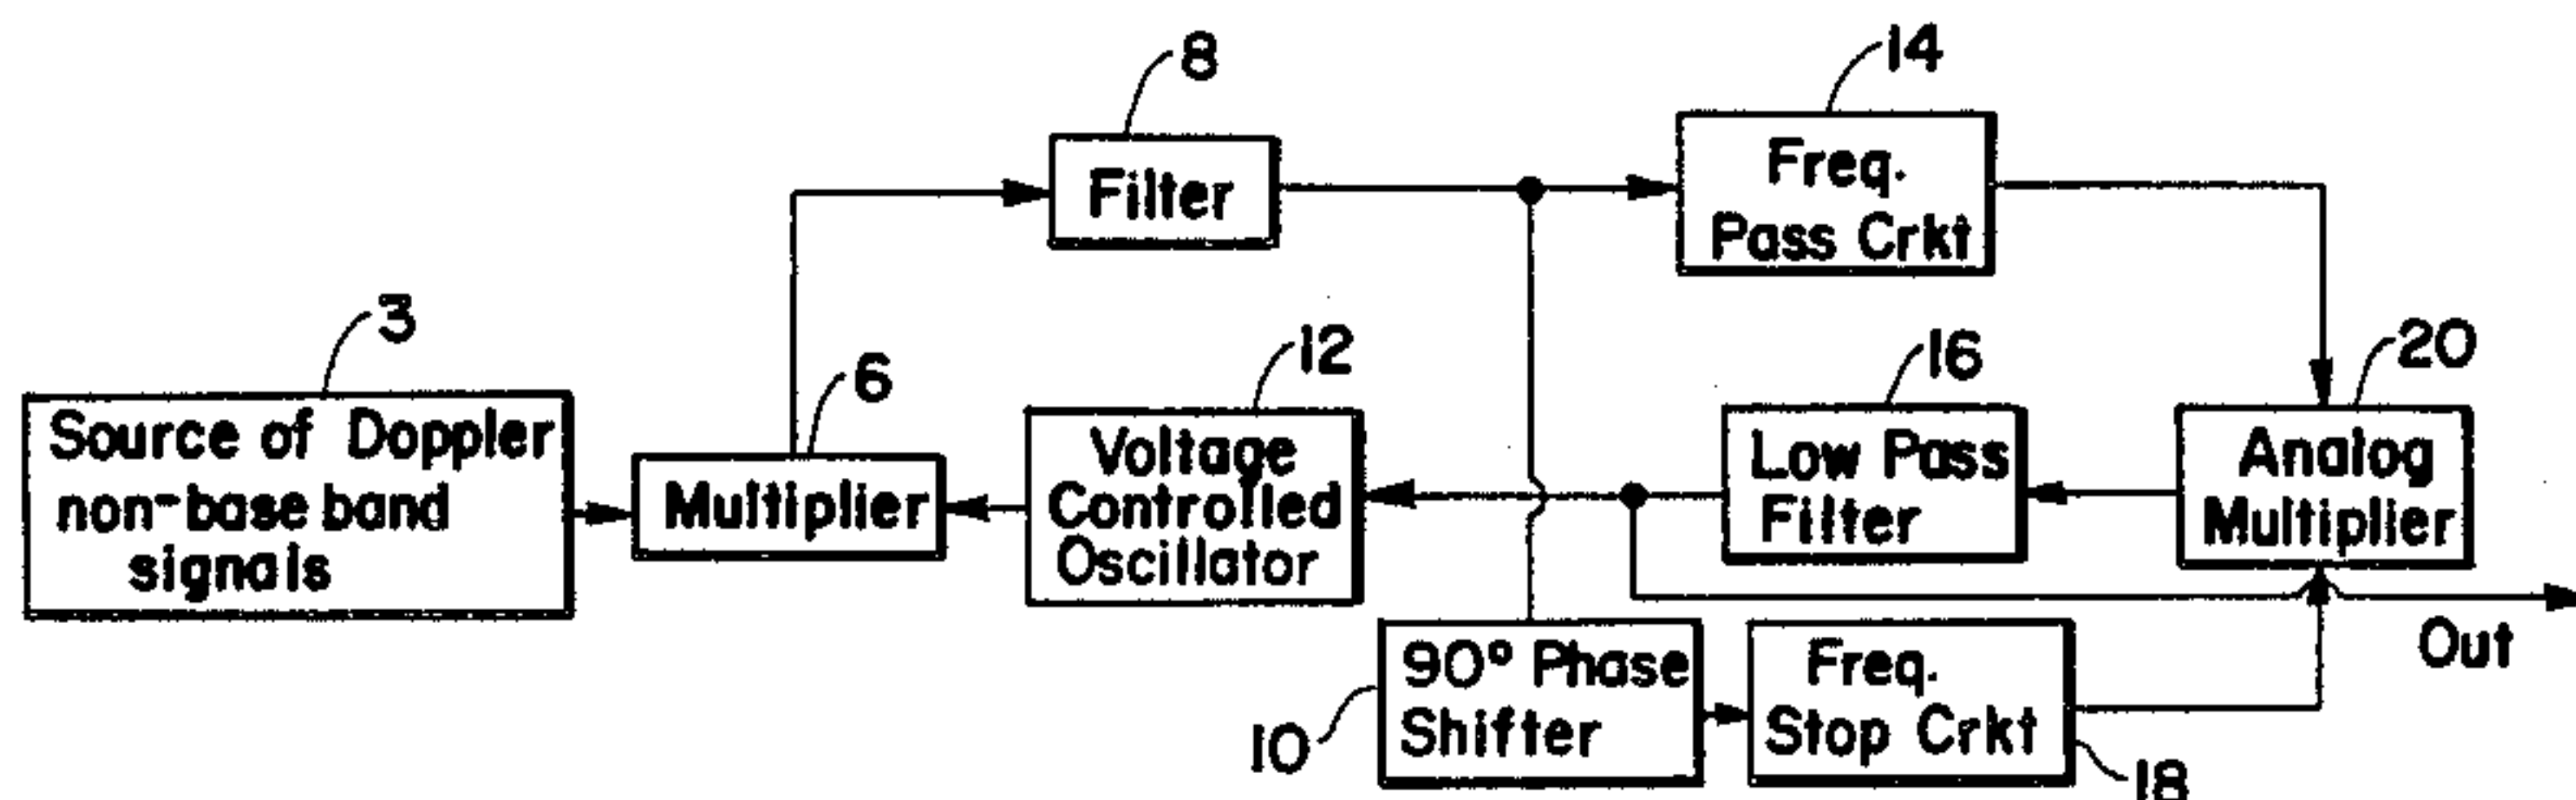 8
14
Filter
Freq.
Pass Crkt
3
6
12
16
20
Source of Doppler
non-base band
signals
Multiplier
Voltage
Controlled
Oscillator
Low Pass
Filter
Analog
Multiplier
Out
10
90° Phase
Shifter
Freq.
Stop Crkt
18